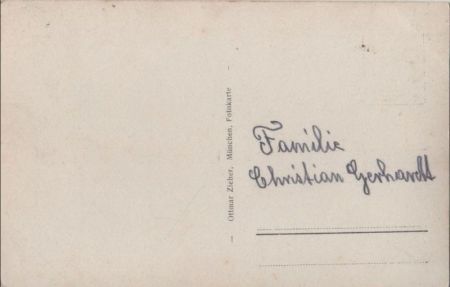 Ottmar Zieher, München, Fotokarte
Familie
Christian Gerhardt